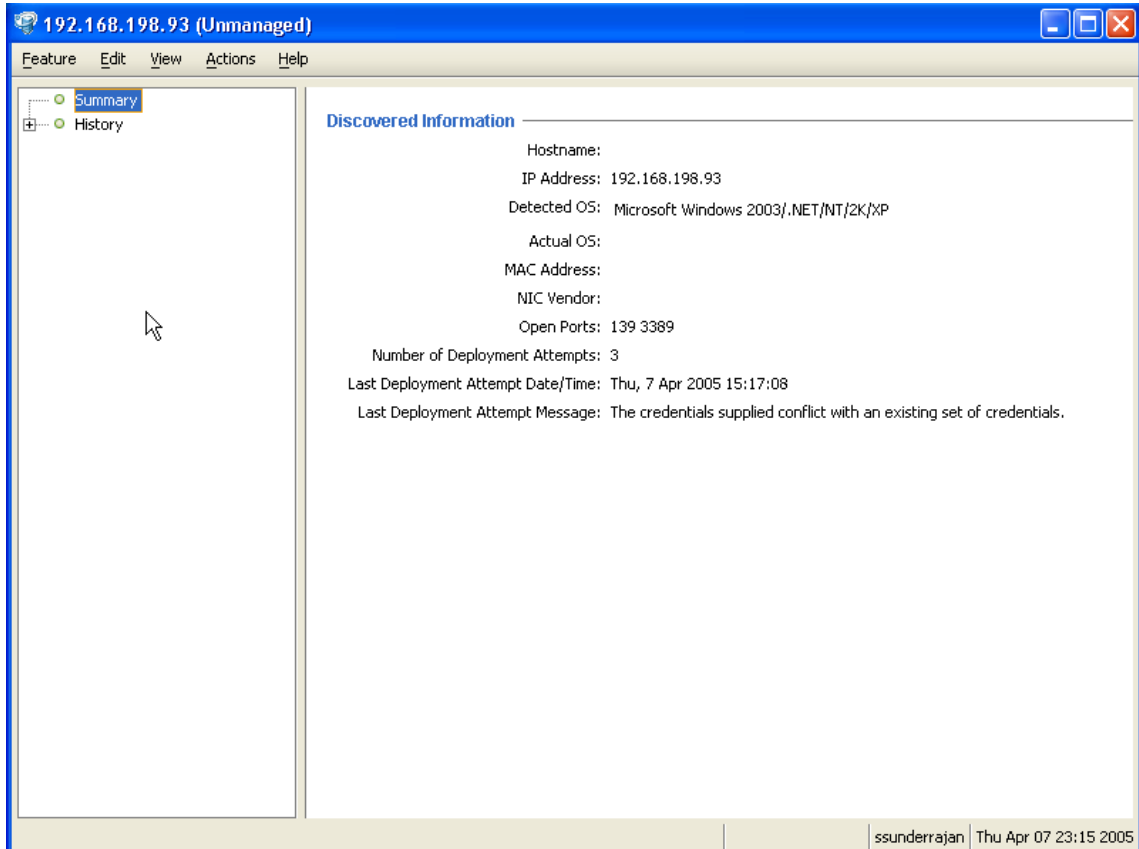 192.168.198.93 (Unmanaged)
Feature Edit View Actions Help
Summary
History
Discovered Information
Hostname:
IP Address: 192.168.198.93
Detected OS: Microsoft Windows 2003/.NET/NT/2K/XP
Actual OS:
MAC Address:
NIC Vendor:
Open Ports: 139 3389
Number of Deployment Attempts: 3
Last Deployment Attempt Date/Time: Thu, 7 Apr 2005 15:17:08
Last Deployment Attempt Message: The credentials supplied conflict with an existing set of credentials.
ssunderrajan Thu Apr 07 23:15 2005